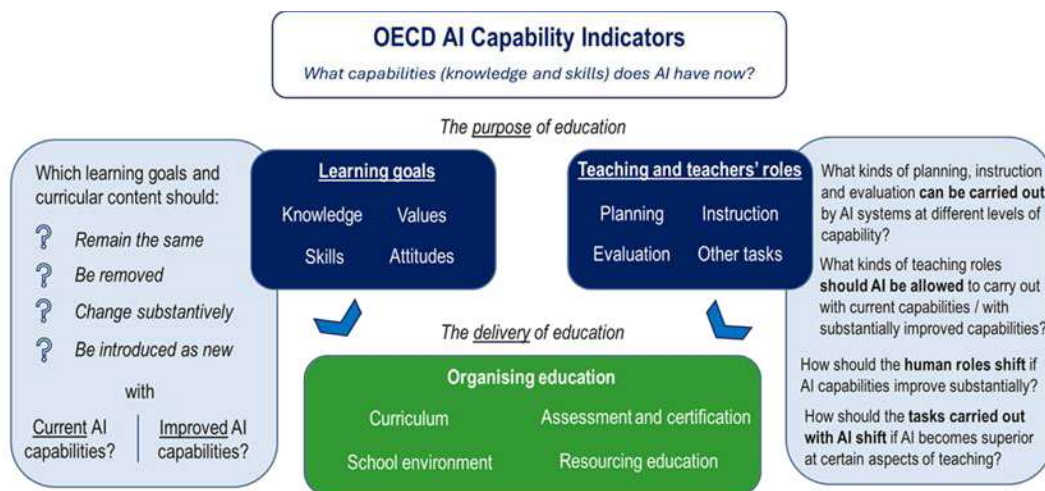 OECD AI Capability Indicators
What capabilities (knowledge and skills) does AI have now?
The purpose of education
Which learning goals and
curricular content should:
? Remain the same
? Be removed
? Change substantively
? Be introduced as new
with
Current AI
capabilities?
Improved AI
capabilities?
Learning goals
Knowledge Values
Skills Attitudes
Teaching and teachers' roles
Planning Instruction
Evaluation Other tasks
What kinds of planning, instruction
and evaluation can be carried out
by AI systems at different levels of
capability?
What kinds of teaching roles
should AI be allowed to carry out
with current capabilities / with
substantially improved capabilities?
How should the human roles shift if
AI capabilities improve substantially?
How should the tasks carried out
with AI shift if AI becomes superior
at certain aspects of teaching?
The delivery of education
Organising education
Curriculum Assessment and certification
School environment Resourcing education